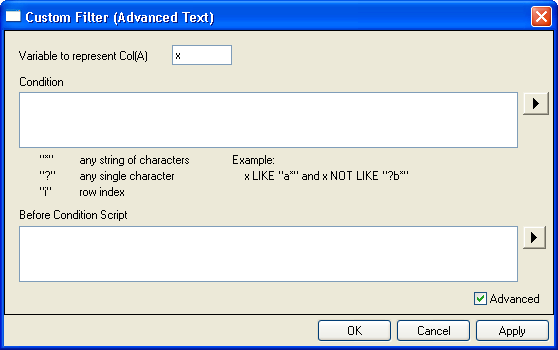 Custom Filter (Advanced Text)
Variable to represent Col(A) x
Condition
"*" any string of characters Example:
"?" any single character x LIKE "a*" and x NOT LIKE "?b*"
"i" row index
Before Condition Script
Advanced
OK Cancel Apply